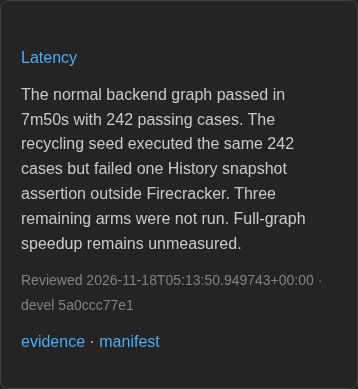 Latency
The normal backend graph passed in
7m50s with 242 passing cases. The
recycling seed executed the same 242
cases but failed one History snapshot
assertion outside Firecracker. Three
remaining arms were not run. Full-graph
speedup remains unmeasured.
Reviewed 2026-11-18T05:13:50.949743+00:00 ·
devel 5a0ccc77e1
evidence · manifest